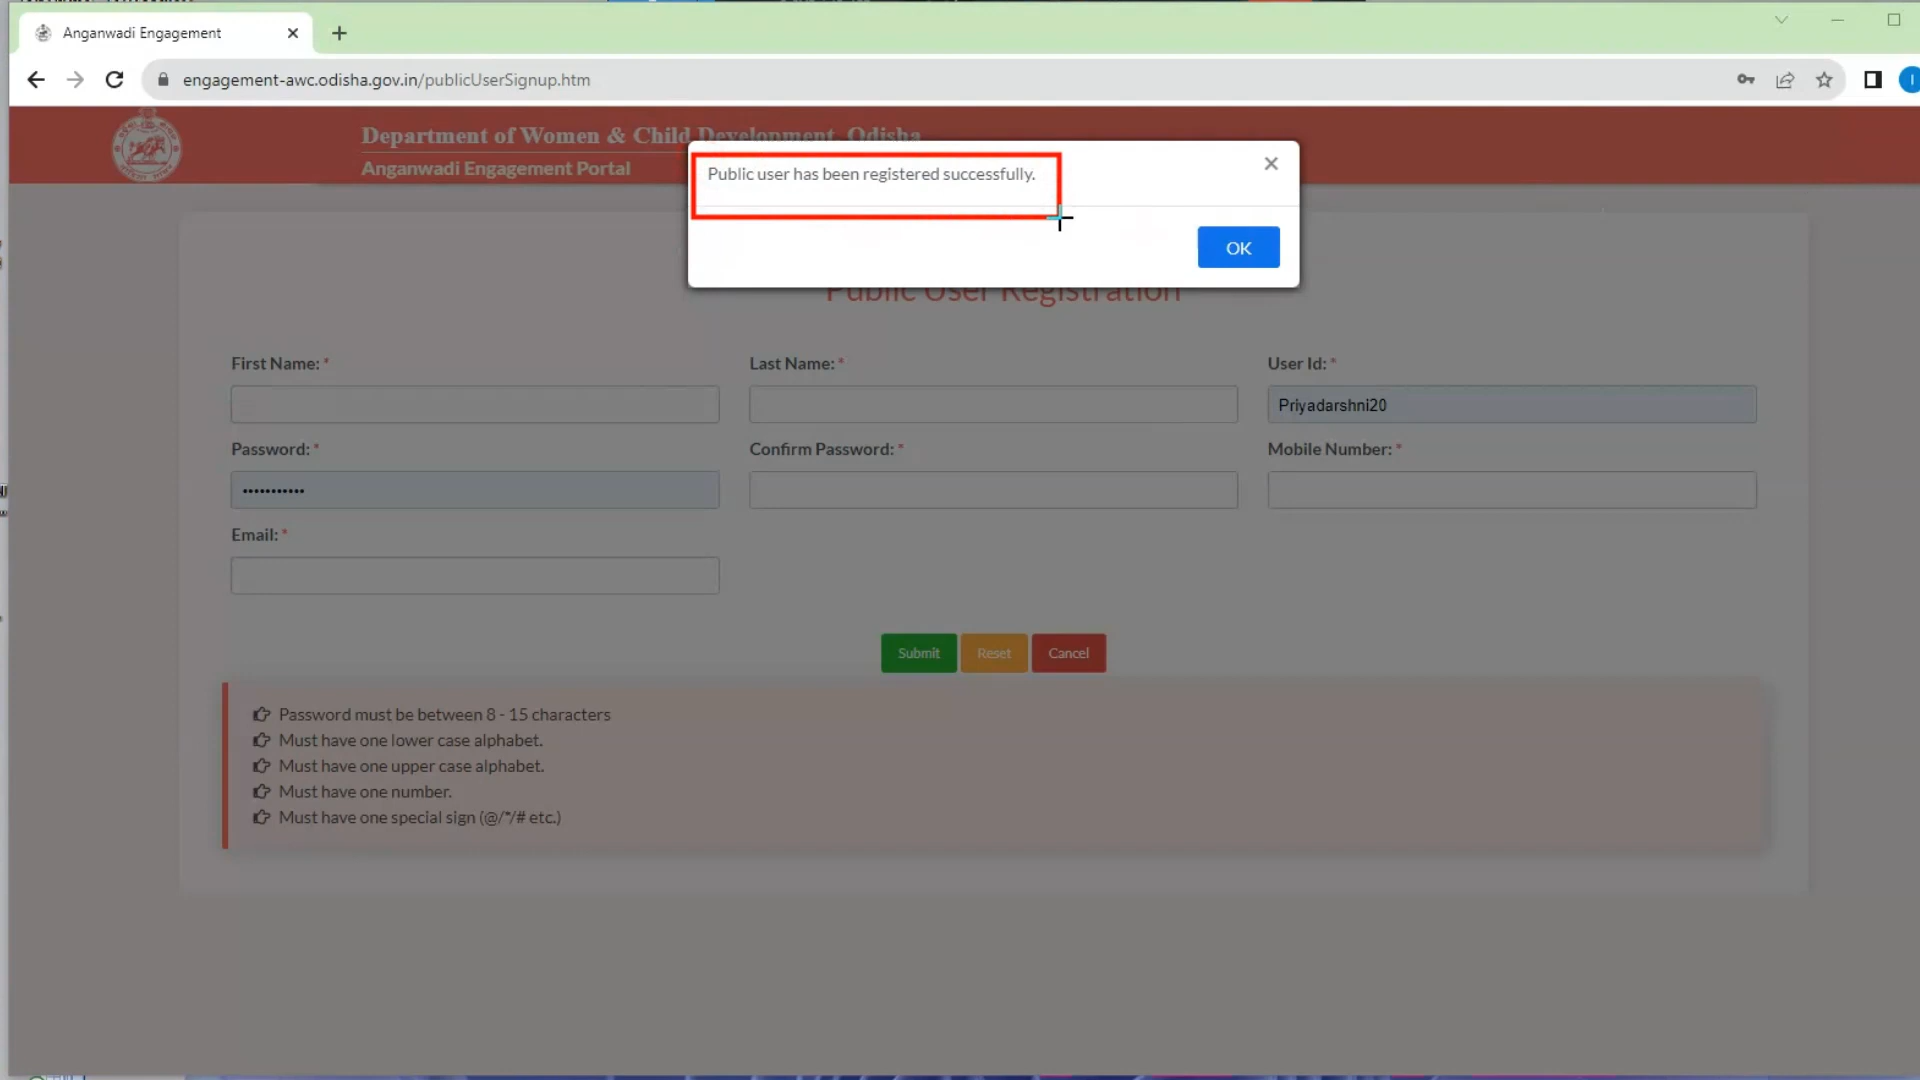 Anganwadi Engagement
engagement-awc.odisha.gov.in/publicUserSignup.htm
Department of Women & Child Development, Odisha
Anganwadi Engagement Portal
Public user has been registered successfully.
OK
Public User Registration
First Name: *
Last Name: *
User Id: *
Priyadarshni20
Password: *
Confirm Password: *
Mobile Number: *
•••••••••••
Email: *
Submit Reset Cancel
Password must be between 8 - 15 characters
Must have one lower case alphabet.
Must have one upper case alphabet.
Must have one number.
Must have one special sign (@/*/# etc.)